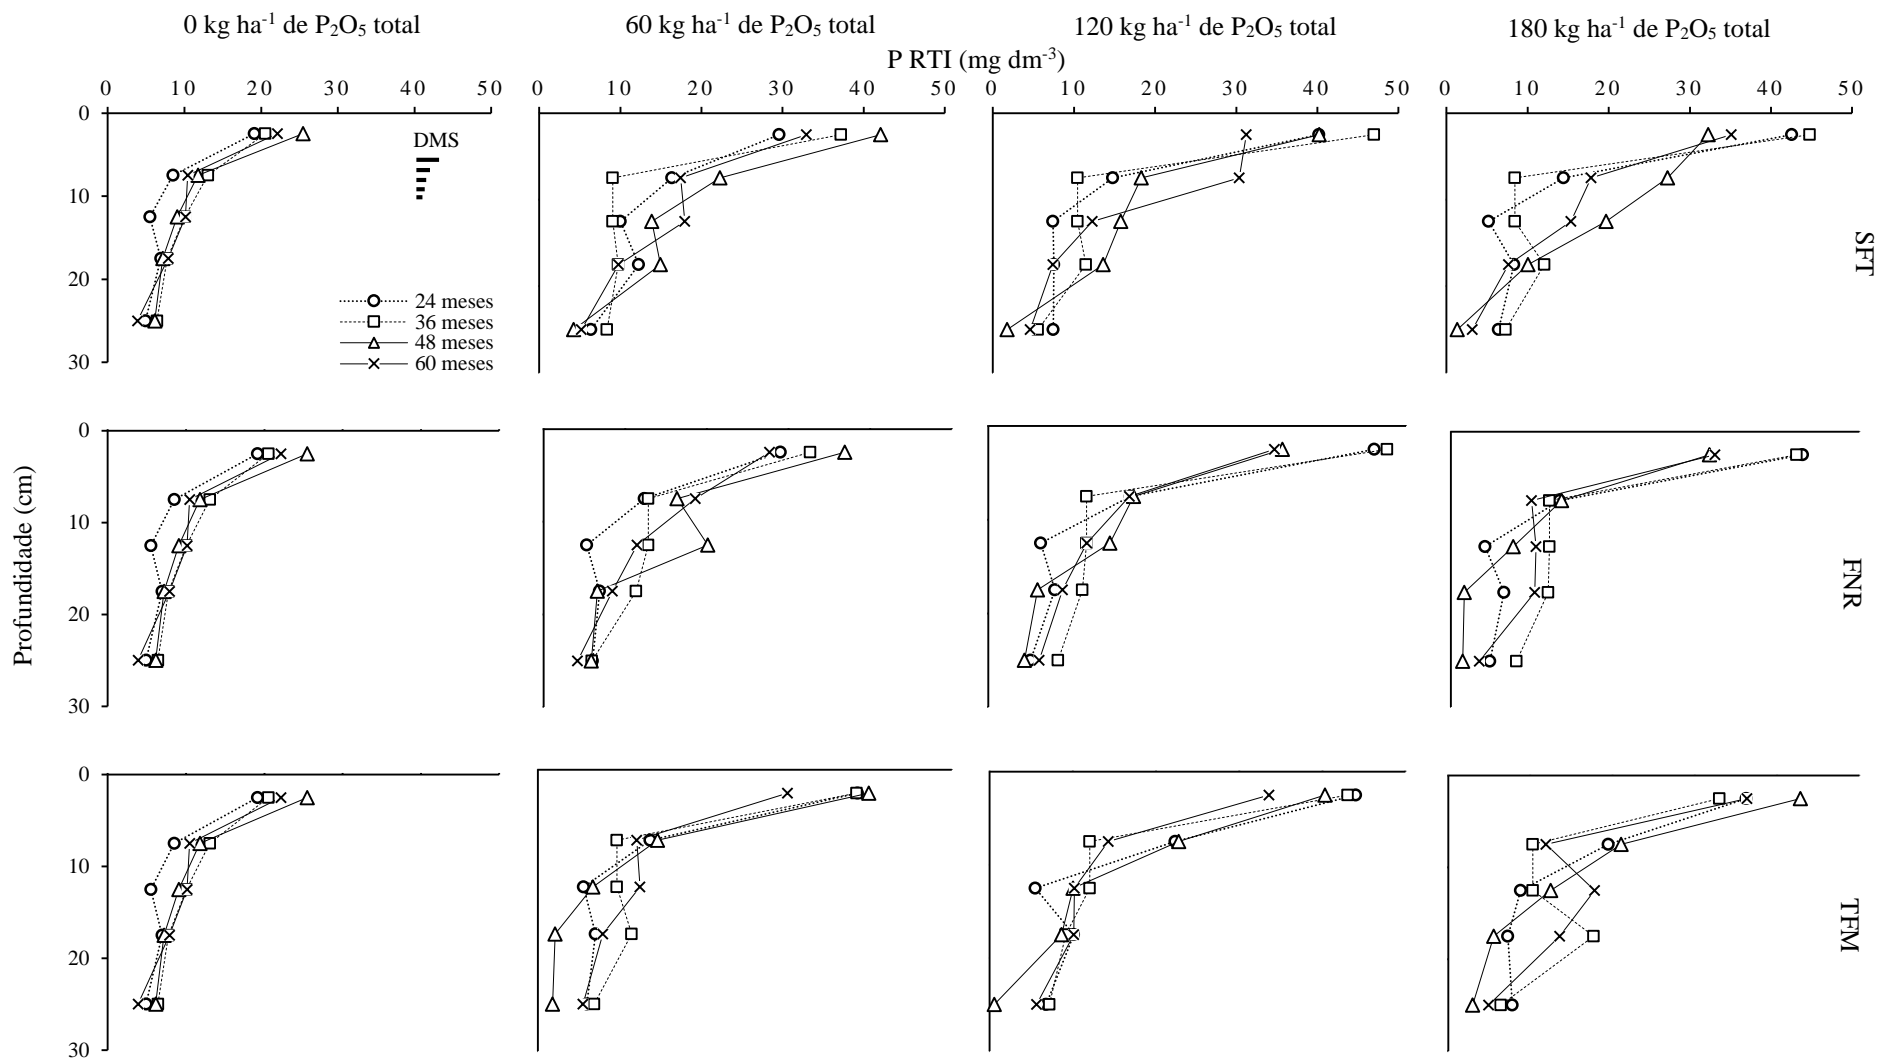 0 kg ha⁻¹ de P₂O₅ total
60 kg ha⁻¹ de P₂O₅ total
120 kg ha⁻¹ de P₂O₅ total
180 kg ha⁻¹ de P₂O₅ total
P RTI (mg dm⁻³)
0 10 20 30 40 50
0 10 20 30 40 50
0 10 20 30 40 50
0 10 20 30 40 50
0
10
20
30
DMS
24 meses
36 meses
48 meses
60 meses
SFT
Profundidade (cm)
0
10
20
30
FNR
0
10
20
30
TFM